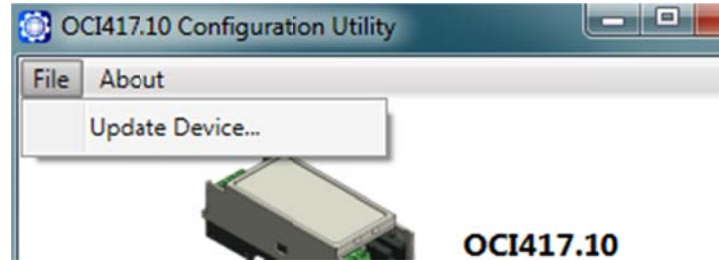 OCI417.10 Configuration Utility
File About
Update Device...
OCI417.10